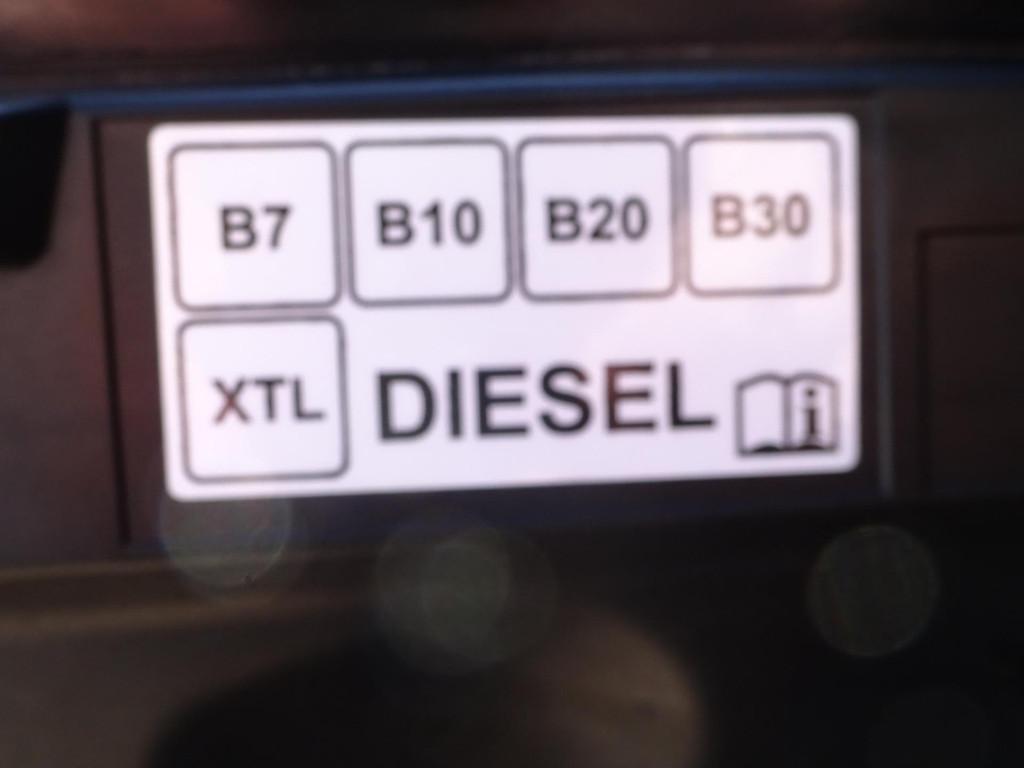 B7 B10 B20 B30
XTL DIESEL i